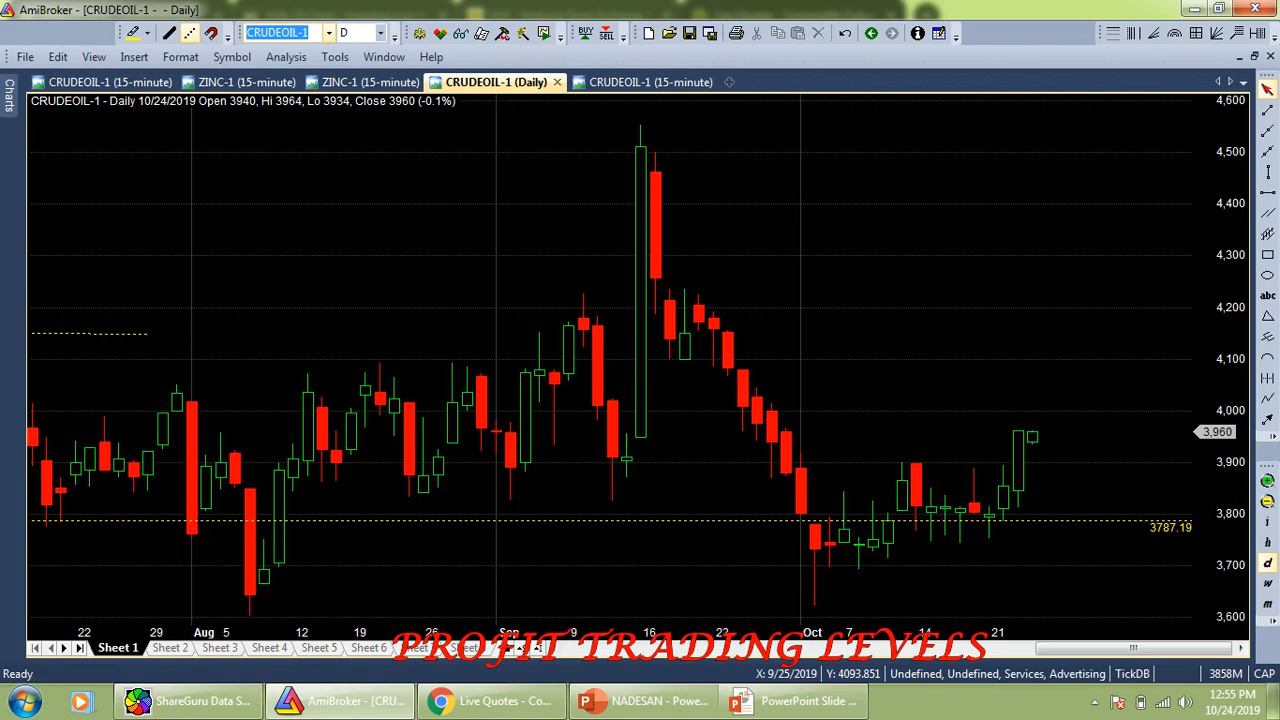 AmiBroker - [CRUDEOIL-1 - - Daily]
CRUDEOIL-1 D
BUY SELL
File Edit View Insert Format Symbol Analysis Tools Window Help
Charts
CRUDEOIL-1 (15-minute) ZINC-1 (15-minute) ZINC-1 (15-minute) CRUDEOIL-1 (Daily) CRUDEOIL-1 (15-minute)
CRUDEOIL-1 - Daily 10/24/2019 Open 3940, Hi 3964, Lo 3934, Close 3960 (-0.1%)
4,600
4,500
4,400
4,300
abc
4,200
4,100
4,000
3,960
3,900
3,800
3787.19
i
h
d
w
m
3,700
3,600
22 29 Aug 5 12 19 26 Sep 9 16 22 Oct 7 14 21
Sheet 1 Sheet 2 Sheet 3 Sheet 4 Sheet 5 Sheet 6
PROFIT TRADING LEVELS
Ready X: 9/25/2019 Y: 4093.851 Undefined, Undefined, Services, Advertising TickDB 3858M CAP
ShareGuru Data S... AmiBroker - [CRU... Live Quotes - Co... NADESAN - Powe... PowerPoint Slide ...
12:55 PM
10/24/2019